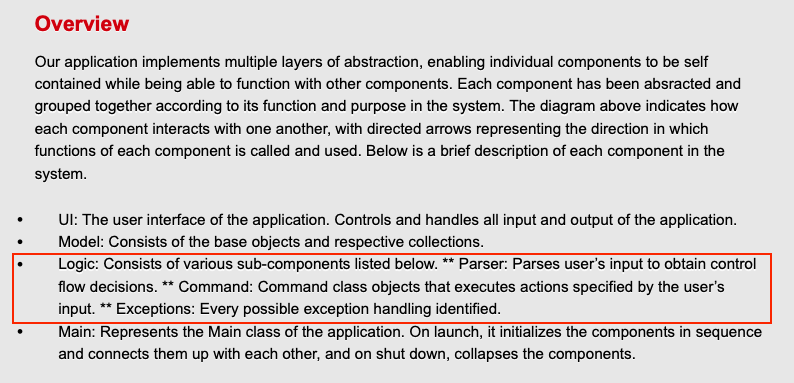 Overview
Our application implements multiple layers of abstraction, enabling individual components to be self
contained while being able to function with other components. Each component has been absracted and
grouped together according to its function and purpose in the system. The diagram above indicates how
each component interacts with one another, with directed arrows representing the direction in which
functions of each component is called and used. Below is a brief description of each component in the
system.
• UI: The user interface of the application. Controls and handles all input and output of the application.
• Model: Consists of the base objects and respective collections.
• Logic: Consists of various sub-components listed below. ** Parser: Parses user’s input to obtain control
flow decisions. ** Command: Command class objects that executes actions specified by the user’s
input. ** Exceptions: Every possible exception handling identified.
• Main: Represents the Main class of the application. On launch, it initializes the components in sequence
and connects them up with each other, and on shut down, collapses the components.